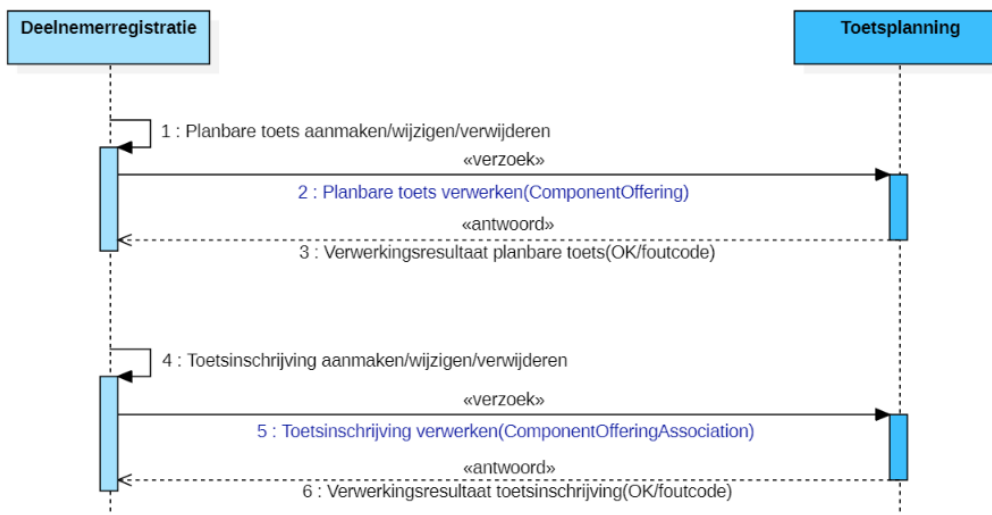 Deelnemerregistratie
Toetsplanning
1 : Planbare toets aanmaken/wijzigen/verwijderen
«verzoek»
2 : Planbare toets verwerken(ComponentOffering)
«antwoord»
3 : Verwerkingsresultaat planbare toets(OK/foutcode)
4 : Toetsinschrijving aanmaken/wijzigen/verwijderen
«verzoek»
5 : Toetsinschrijving verwerken(ComponentOfferingAssociation)
«antwoord»
6 : Verwerkingsresultaat toetsinschrijving(OK/foutcode)